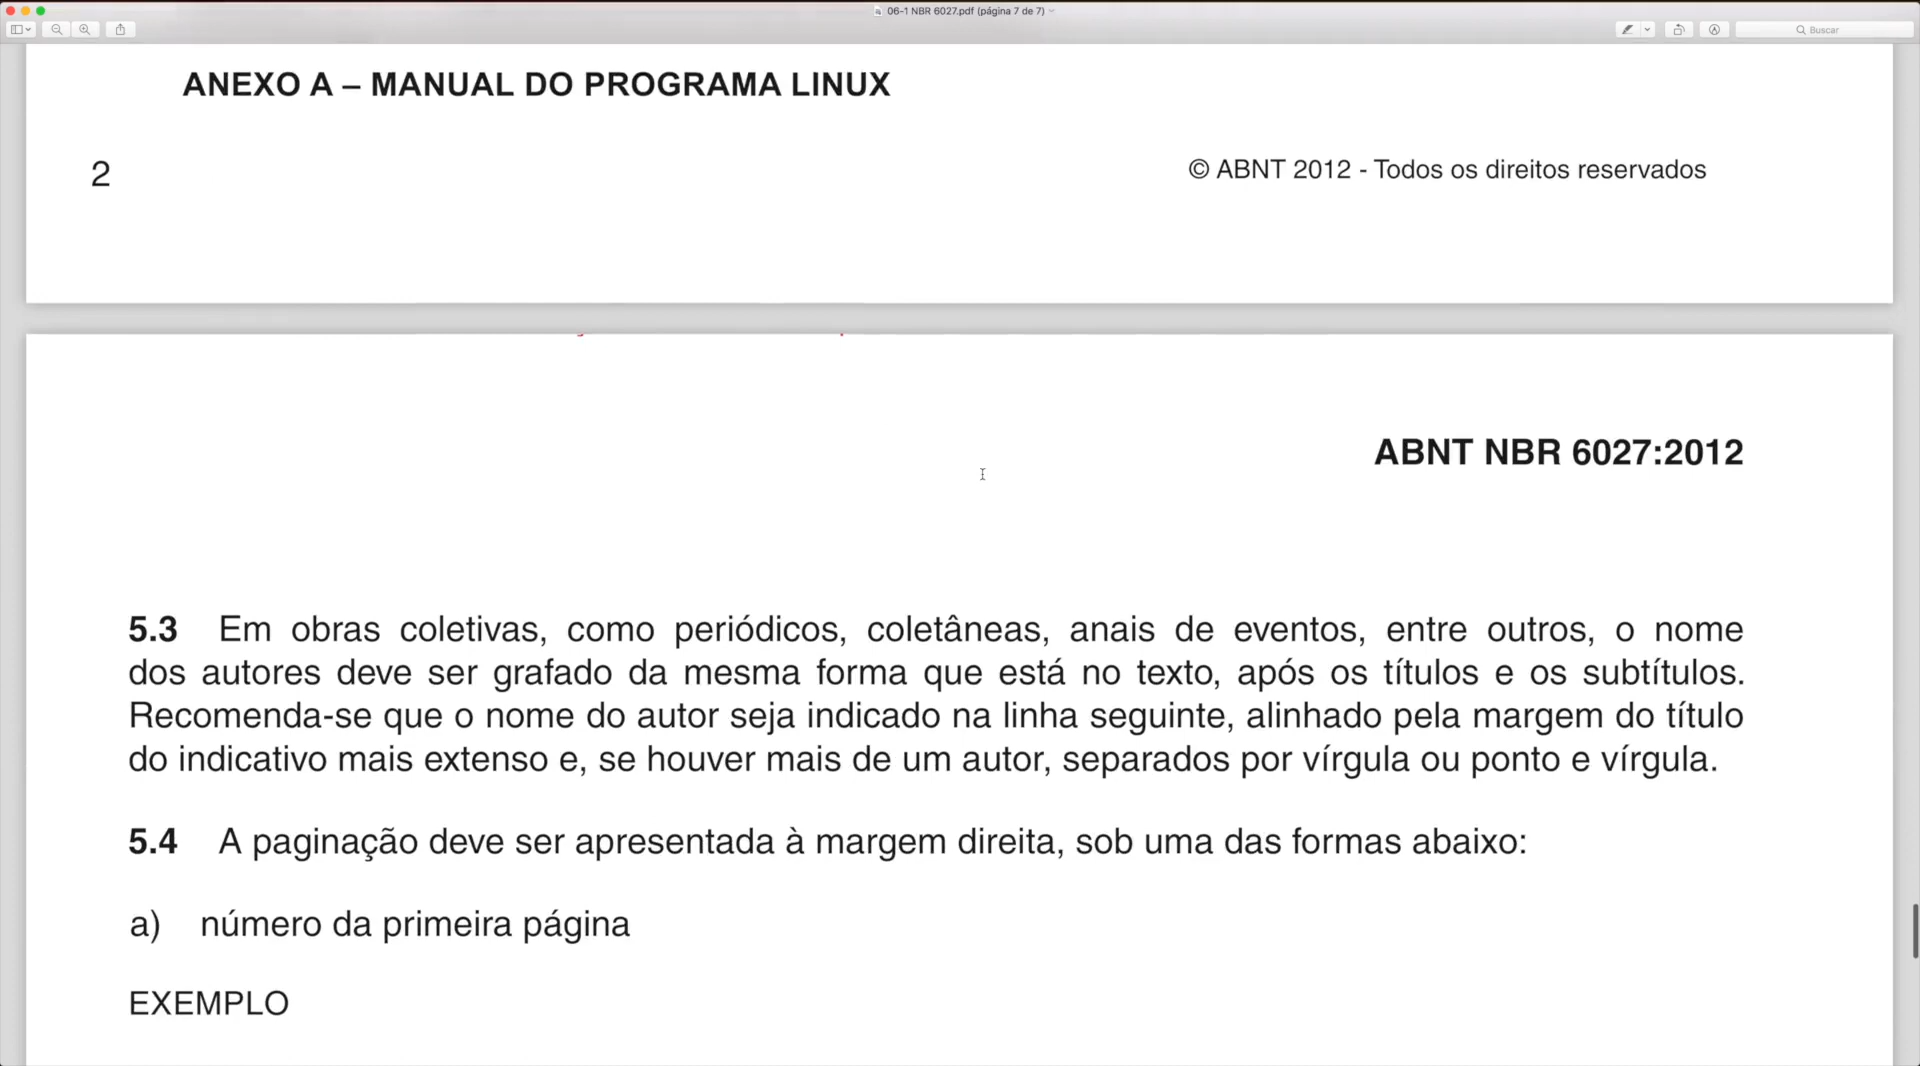 06-1 NBR 6027.pdf (página 7 de 7)
Buscar
ANEXO A – MANUAL DO PROGRAMA LINUX
2
© ABNT 2012 - Todos os direitos reservados
ABNT NBR 6027:2012
5.3 Em obras coletivas, como periódicos, coletâneas, anais de eventos, entre outros, o nome
dos autores deve ser grafado da mesma forma que está no texto, após os títulos e os subtítulos.
Recomenda-se que o nome do autor seja indicado na linha seguinte, alinhado pela margem do título
do indicativo mais extenso e, se houver mais de um autor, separados por vírgula ou ponto e vírgula.
5.4 A paginação deve ser apresentada à margem direita, sob uma das formas abaixo:
a) número da primeira página
EXEMPLO